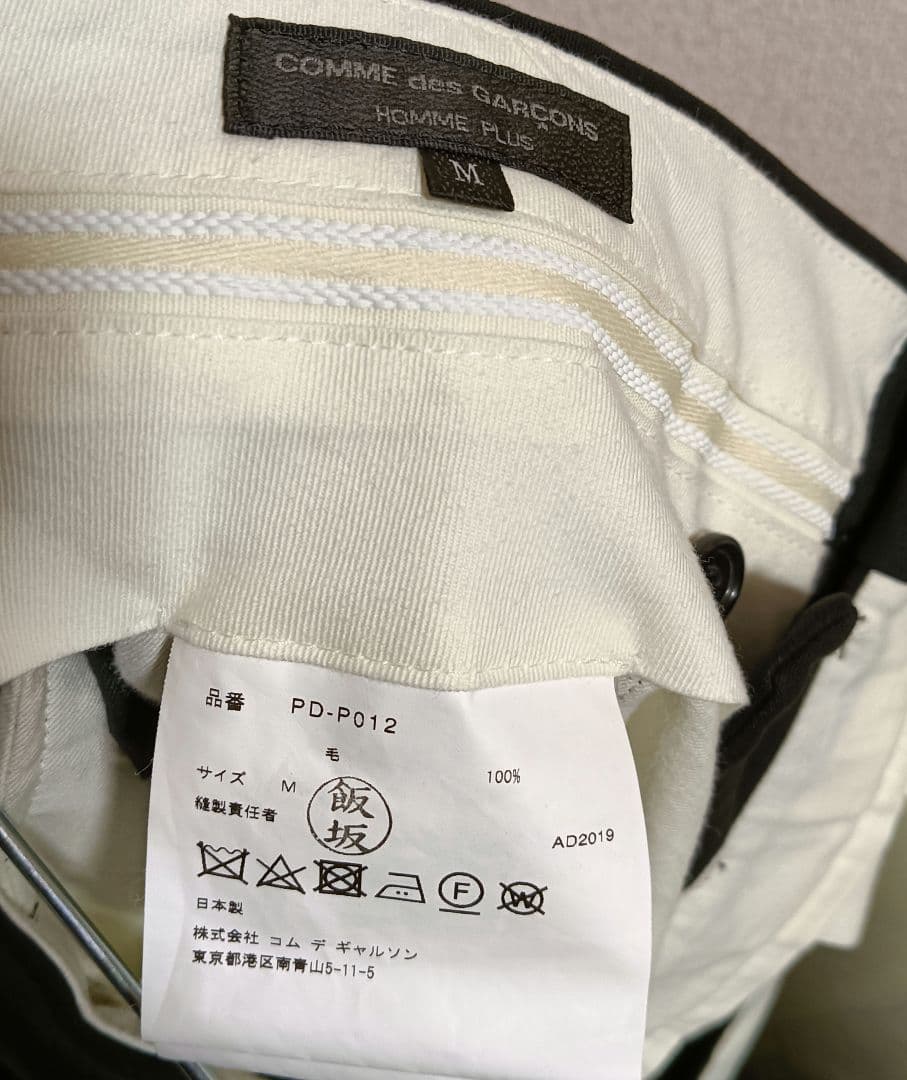 COMME des GARÇONS
HOMME PLUS
M
品番 PD-P012
毛 100%
サイズ M
縫製責任者 飯坂
AD2019
F W
日本製
株式会社 コム デ ギャルソン
東京都港区南青山5-11-5